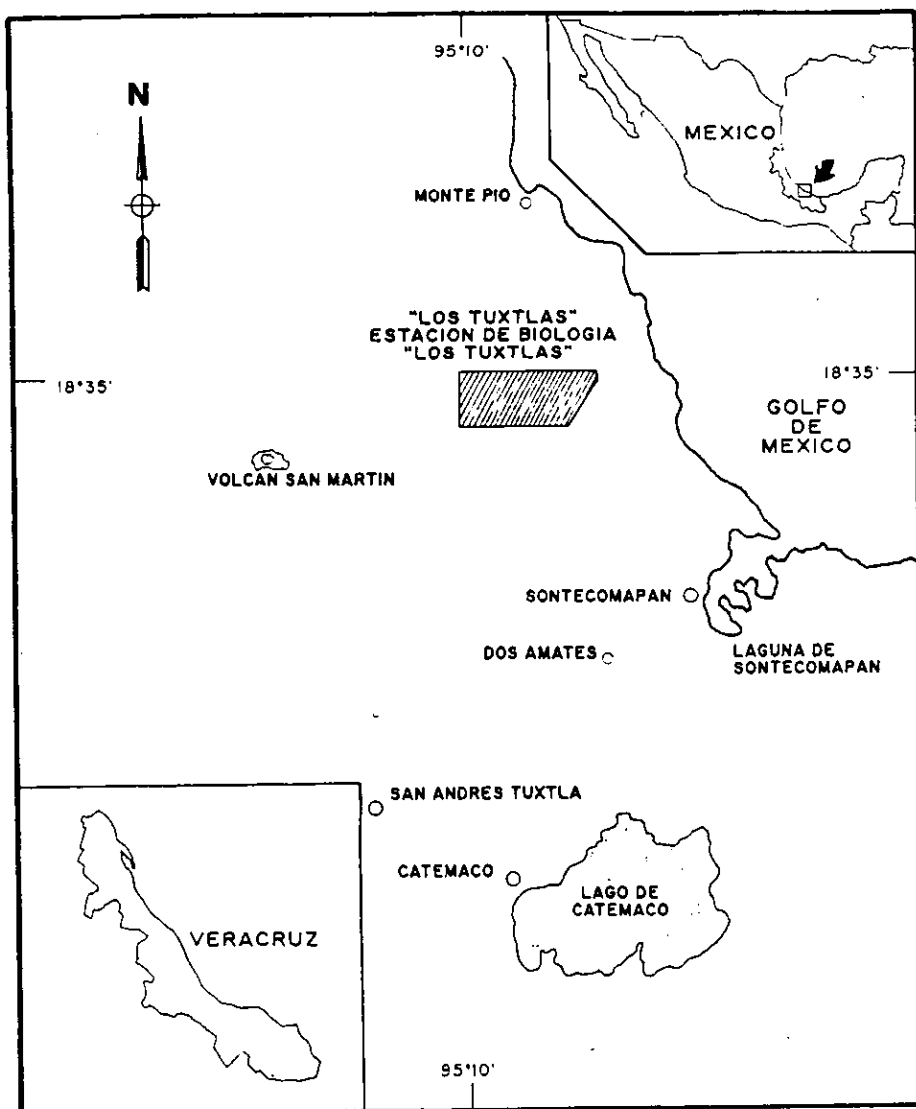 95°10'
N
MEXICO
MONTE PIO
"LOS TUXTLAS"
ESTACION DE BIOLOGIA
"LOS TUXTLAS"
18°35'
18°35'
GOLFO
DE
MEXICO
VOLCAN SAN MARTIN
SONTECOMAPAN
DOS AMATES
LAGUNA DE
SONTECOMAPAN
SAN ANDRES TUXTLA
CATEMACO
LAGO DE
CATEMACO
VERACRUZ
95°10'